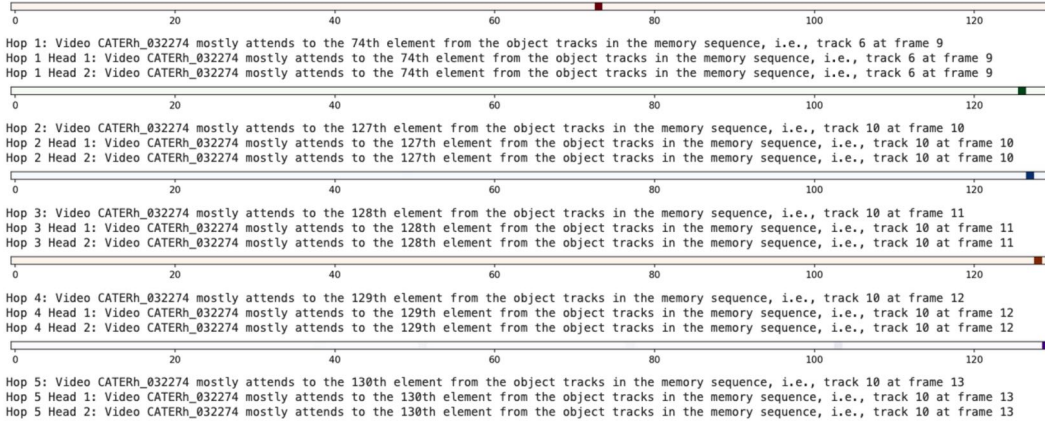 0 20 40 60 80 100 120
Hop 1: Video CATERh_032274 mostly attends to the 74th element from the object tracks in the memory sequence, i.e., track 6 at frame 9
Hop 1 Head 1: Video CATERh_032274 mostly attends to the 74th element from the object tracks in the memory sequence, i.e., track 6 at frame 9
Hop 1 Head 2: Video CATERh_032274 mostly attends to the 74th element from the object tracks in the memory sequence, i.e., track 6 at frame 9
0 20 40 60 80 100 120
Hop 2: Video CATERh_032274 mostly attends to the 127th element from the object tracks in the memory sequence, i.e., track 10 at frame 10
Hop 2 Head 1: Video CATERh_032274 mostly attends to the 127th element from the object tracks in the memory sequence, i.e., track 10 at frame 10
Hop 2 Head 2: Video CATERh_032274 mostly attends to the 127th element from the object tracks in the memory sequence, i.e., track 10 at frame 10
0 20 40 60 80 100 120
Hop 3: Video CATERh_032274 mostly attends to the 128th element from the object tracks in the memory sequence, i.e., track 10 at frame 11
Hop 3 Head 1: Video CATERh_032274 mostly attends to the 128th element from the object tracks in the memory sequence, i.e., track 10 at frame 11
Hop 3 Head 2: Video CATERh_032274 mostly attends to the 128th element from the object tracks in the memory sequence, i.e., track 10 at frame 11
0 20 40 60 80 100 120
Hop 4: Video CATERh_032274 mostly attends to the 129th element from the object tracks in the memory sequence, i.e., track 10 at frame 12
Hop 4 Head 1: Video CATERh_032274 mostly attends to the 129th element from the object tracks in the memory sequence, i.e., track 10 at frame 12
Hop 4 Head 2: Video CATERh_032274 mostly attends to the 129th element from the object tracks in the memory sequence, i.e., track 10 at frame 12
0 20 40 60 80 100 120
Hop 5: Video CATERh_032274 mostly attends to the 130th element from the object tracks in the memory sequence, i.e., track 10 at frame 13
Hop 5 Head 1: Video CATERh_032274 mostly attends to the 130th element from the object tracks in the memory sequence, i.e., track 10 at frame 13
Hop 5 Head 2: Video CATERh_032274 mostly attends to the 130th element from the object tracks in the memory sequence, i.e., track 10 at frame 13